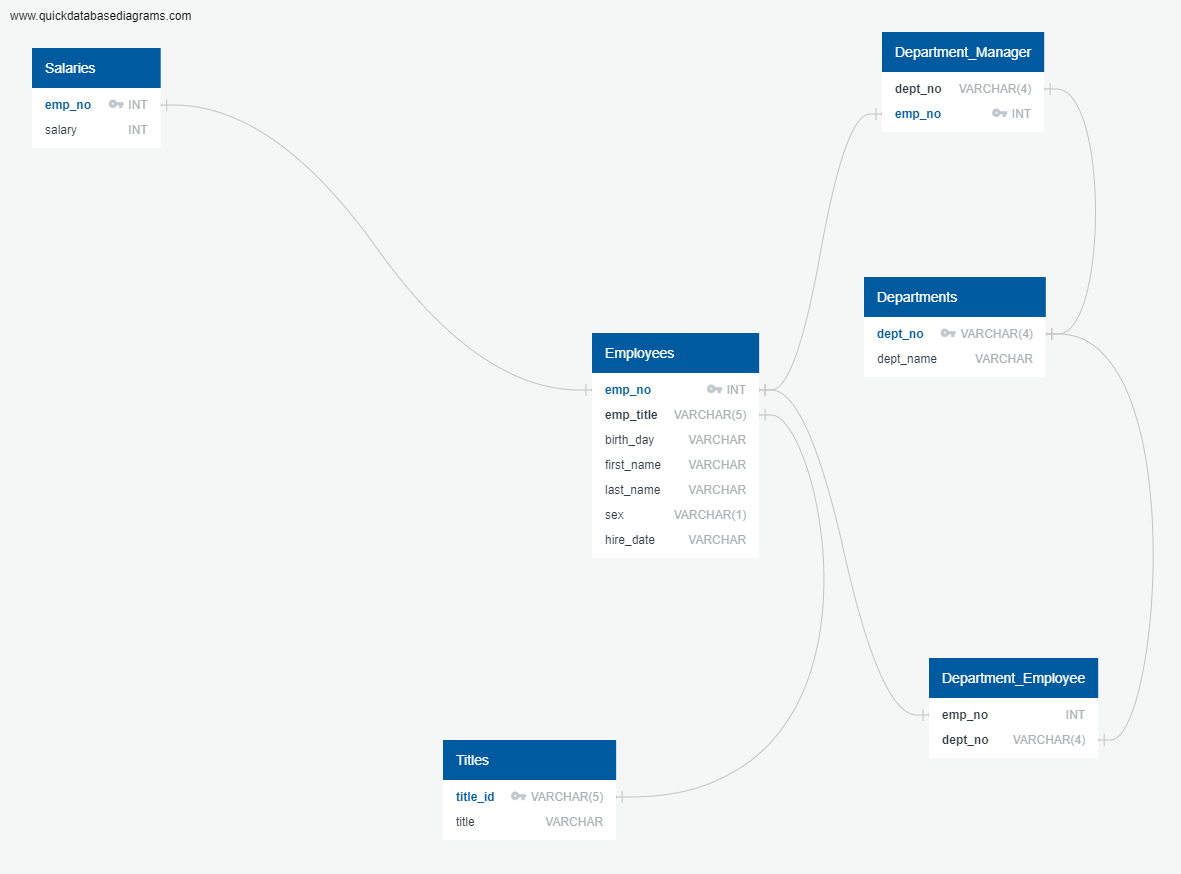 www.quickdatabasediagrams.com
Salaries
emp_no INT
salary INT
Department_Manager
dept_no VARCHAR(4)
emp_no INT
Departments
dept_no VARCHAR(4)
dept_name VARCHAR
Employees
emp_no INT
emp_title VARCHAR(5)
birth_day VARCHAR
first_name VARCHAR
last_name VARCHAR
sex VARCHAR(1)
hire_date VARCHAR
Department_Employee
emp_no INT
dept_no VARCHAR(4)
Titles
title_id VARCHAR(5)
title VARCHAR